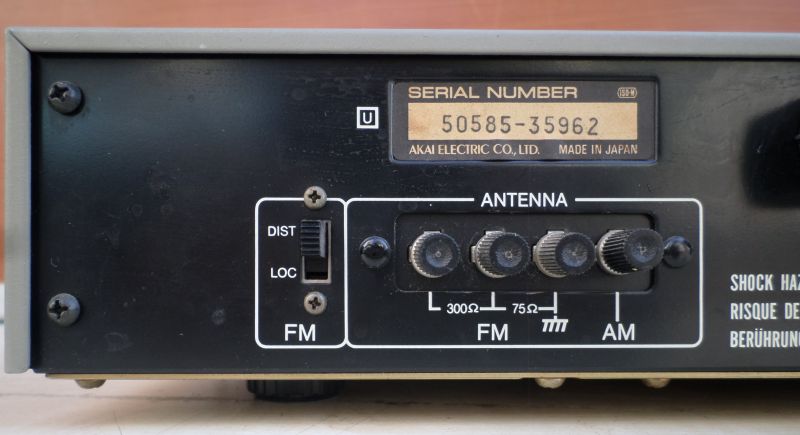 SERIAL NUMBER
ISO-W
U
50585-35962
AKAI ELECTRIC CO., LTD. MADE IN JAPAN
ANTENNA
DIST
LOC
300Ω 75Ω
FM FM AM
SHOCK HAZ
RISQUE DE
BERÜHRUNG